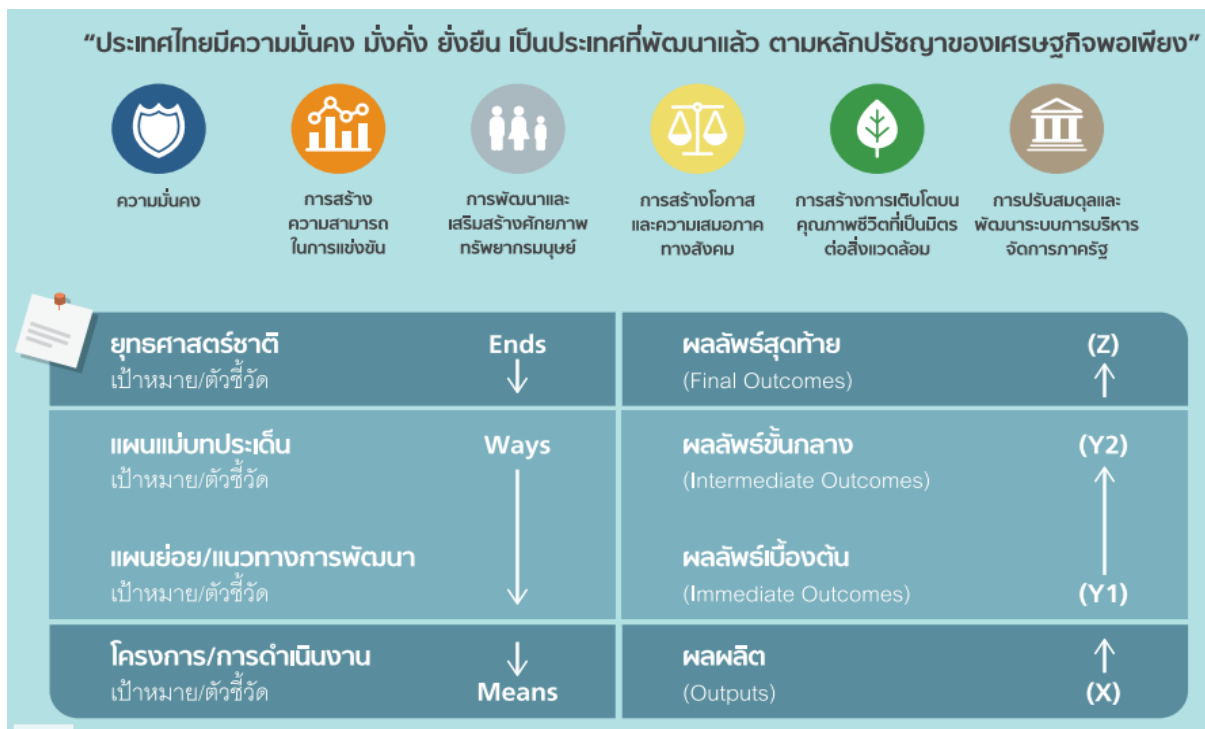 “ประเทศไทยมีความมั่นคง มั่งคั่ง ยั่งยืน เป็นประเทศที่พัฒนาแล้ว ตามหลักปรัชญาของเศรษฐกิจพอเพียง”
ความมั่นคง
การสร้าง
ความสามารถ
ในการแข่งขัน
การพัฒนาและ
เสริมสร้างศักยภาพ
ทรัพยากรมนุษย์
การสร้างโอกาส
และความเสมอภาค
ทางสังคม
การสร้างการเติบโตบน
คุณภาพชีวิตที่เป็นมิตร
ต่อสิ่งแวดล้อม
การปรับสมดุลและ
พัฒนาระบบการบริหาร
จัดการภาครัฐ
ยุทธศาสตร์ชาติ Ends
เป้าหมาย/ตัวชี้วัด
ผลลัพธ์สุดท้าย (Z)
(Final Outcomes)
แผนแม่บทประเด็น Ways
เป้าหมาย/ตัวชี้วัด
ผลลัพธ์ขั้นกลาง (Y2)
(Intermediate Outcomes)
แผนย่อย/แนวทางการพัฒนา
เป้าหมาย/ตัวชี้วัด
ผลลัพธ์เบื้องต้น
(Immediate Outcomes) (Y1)
โครงการ/การดำเนินงาน
เป้าหมาย/ตัวชี้วัด Means
ผลผลิต
(Outputs) (X)